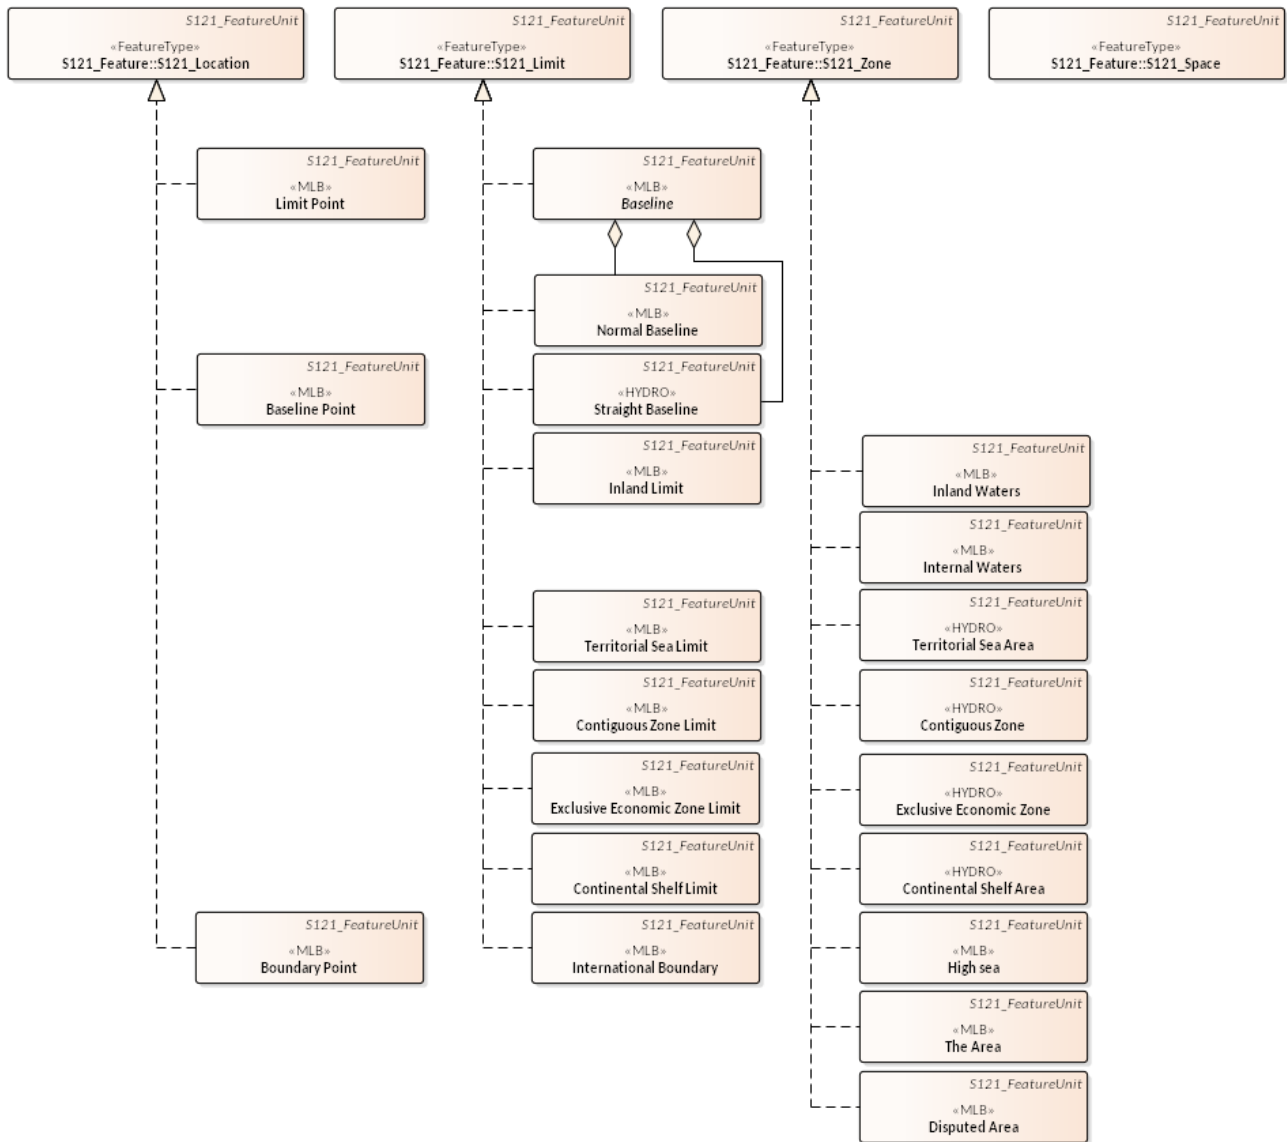 S121_FeatureUnit
«FeatureType»
S121_Feature::S121_Location
S121_FeatureUnit
«FeatureType»
S121_Feature::S121_Limit
S121_FeatureUnit
«FeatureType»
S121_Feature::S121_Zone
S121_FeatureUnit
«FeatureType»
S121_Feature::S121_Space
S121_FeatureUnit
«MLB»
Limit Point
S121_FeatureUnit
«MLB»
Baseline Point
S121_FeatureUnit
«MLB»
Boundary Point
S121_FeatureUnit
«MLB»
Baseline
S121_FeatureUnit
«MLB»
Normal Baseline
S121_FeatureUnit
«HYDRO»
Straight Baseline
S121_FeatureUnit
«MLB»
Inland Limit
S121_FeatureUnit
«MLB»
Territorial Sea Limit
S121_FeatureUnit
«MLB»
Contiguous Zone Limit
S121_FeatureUnit
«MLB»
Exclusive Economic Zone Limit
S121_FeatureUnit
«MLB»
Continental Shelf Limit
S121_FeatureUnit
«MLB»
International Boundary
S121_FeatureUnit
«MLB»
Inland Waters
S121_FeatureUnit
«MLB»
Internal Waters
S121_FeatureUnit
«HYDRO»
Territorial Sea Area
S121_FeatureUnit
«HYDRO»
Contiguous Zone
S121_FeatureUnit
«HYDRO»
Exclusive Economic Zone
S121_FeatureUnit
«HYDRO»
Continental Shelf Area
S121_FeatureUnit
«MLB»
High sea
S121_FeatureUnit
«MLB»
The Area
S121_FeatureUnit
«MLB»
Disputed Area